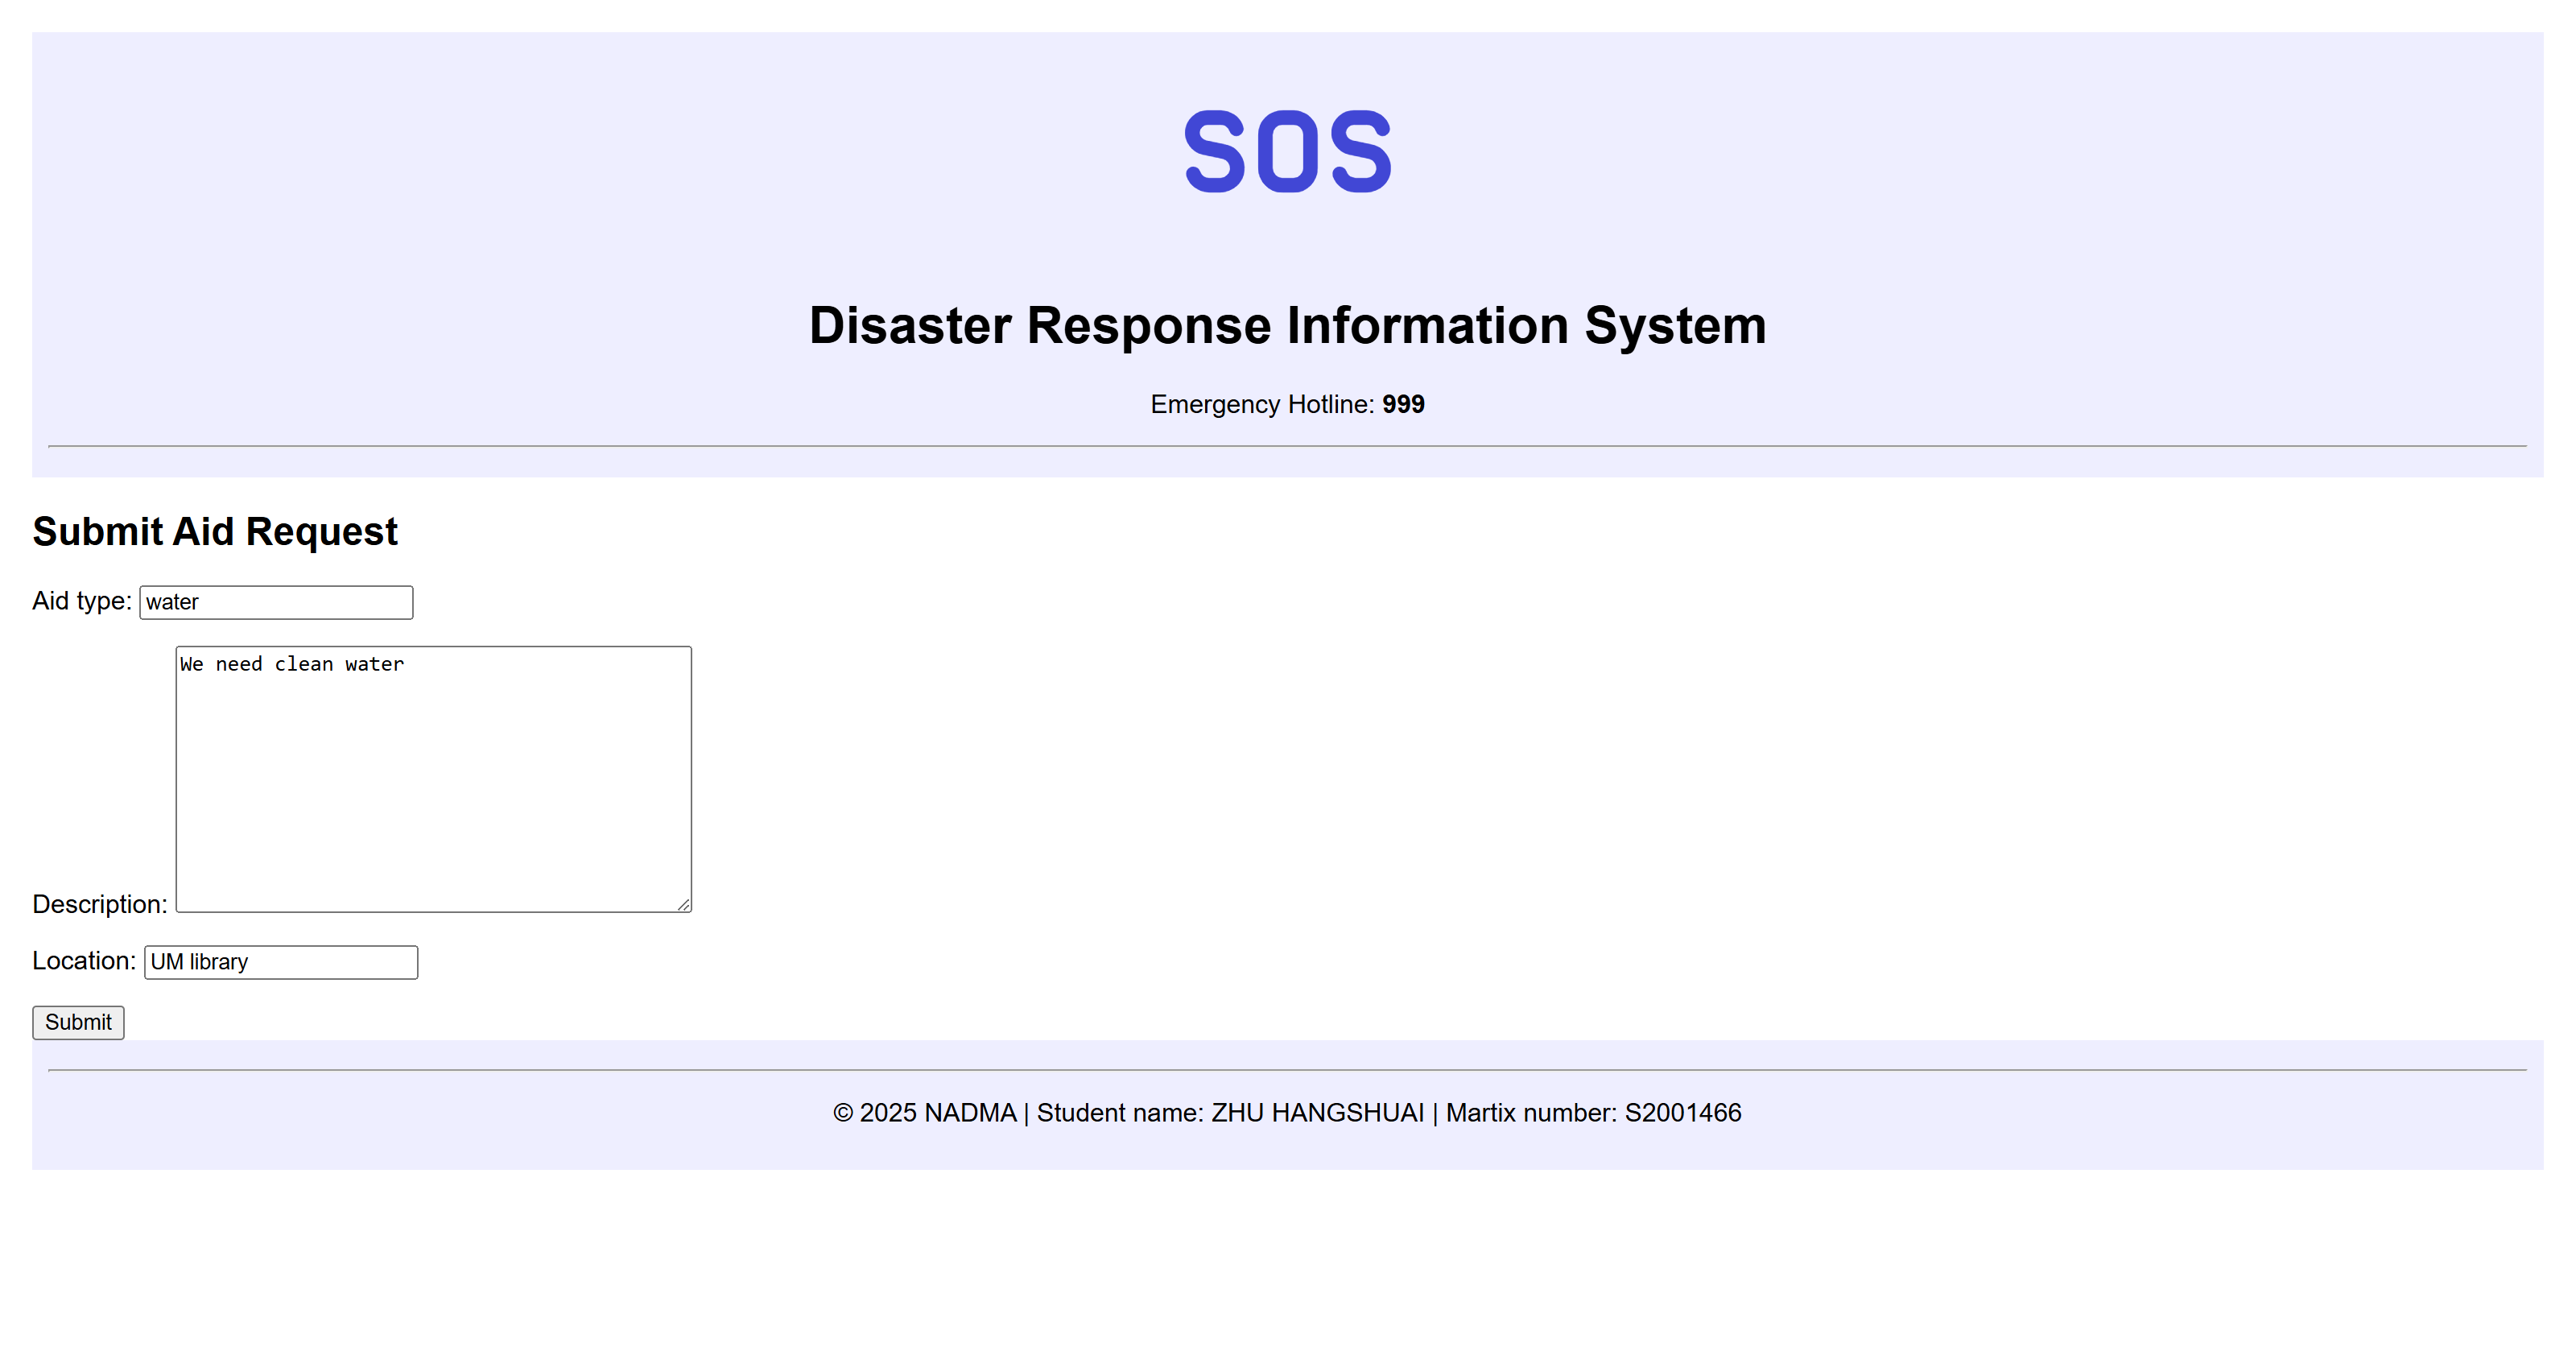 SOS
Disaster Response Information System
Emergency Hotline: 999
Submit Aid Request
Aid type: water
Description: We need clean water
Location: UM library
Submit
© 2025 NADMA | Student name: ZHU HANGSHUAI | Martix number: S2001466